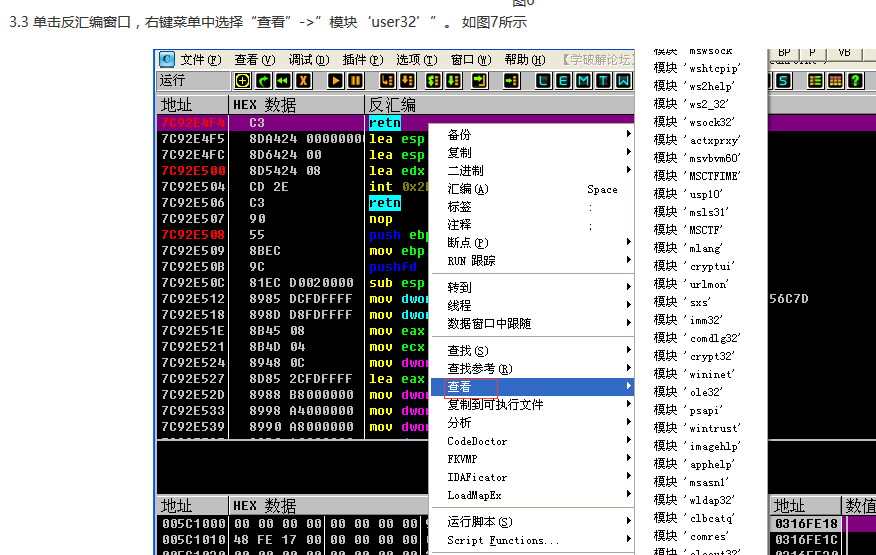 图6
3.3 单击反汇编窗口，右键菜单中选择“查看”->”模块‘user32’”。 如图7所示
文件(F) 查看(V) 调试(D) 插件(P) 选项(T) 窗口(W) 帮助(H) 【学破解论坛】
BP P VB
运行
L E M T W
S
?
地址 HEX 数据 反汇编
7C92E4F4 C3 retn
7C92E4F5 8DA424 0000000 lea esp
7C92E4FC 8D6424 00 lea esp
7C92E500 8D5424 08 lea edx
7C92E504 CD 2E int 0x2
7C92E506 C3 retn
7C92E507 90 nop
7C92E508 55 push ebp
7C92E509 8BEC mov ebp
7C92E50B 9C pushfd
7C92E50C 81EC D0020000 sub esp
7C92E512 8985 DCFDFFFF mov dwo
56C7D
7C92E518 898D D8FDFFFF mov dwo
7C92E51E 8B45 08 mov eax
7C92E521 8B4D 04 mov ecx
7C92E524 8948 0C mov dwo
7C92E527 8D85 2CFDFFFF lea eax
7C92E52D 8988 B8000000 mov dwo
7C92E533 8998 A4000000 mov dwo
7C92E539 8990 A8000000 mov dwo
备份
复制
二进制
汇编(A) Space
标签 :
注释 ;
断点(P)
RUN 跟踪
转到
线程
数据窗口中跟随
查找(S)
查找参考(R)
查看
复制到可执行文件
分析
CodeDoctor
FKVMP
IDAFicator
LoadMapEx
运行脚本(S)
Script Functions...
模块 'mswsock'
模块 'wshtcpip'
模块 'ws2help'
模块 'ws2_32'
模块 'wsock32'
模块 'actxprxy'
模块 'msvbvm60'
模块 'MSCTFIME'
模块 'usp10'
模块 'msls31'
模块 'MSCTF'
模块 'mlang'
模块 'cryptui'
模块 'urlmon'
模块 'sxs'
模块 'imm32'
模块 'comdlg32'
模块 'crypt32'
模块 'wininet'
模块 'ole32'
模块 'psapi'
模块 'wintrust'
模块 'imagehlp'
模块 'apphelp'
模块 'msasn1'
模块 'wldap32'
模块 'clbcatq'
模块 'comres'
模块 'oleaut32'
地址 HEX 数据
005C1000 00 00 00 00 00 00 00 00
005C1010 48 FE 17 00 00 00 00 00
地址 数值
0316FE18
0316FE1C